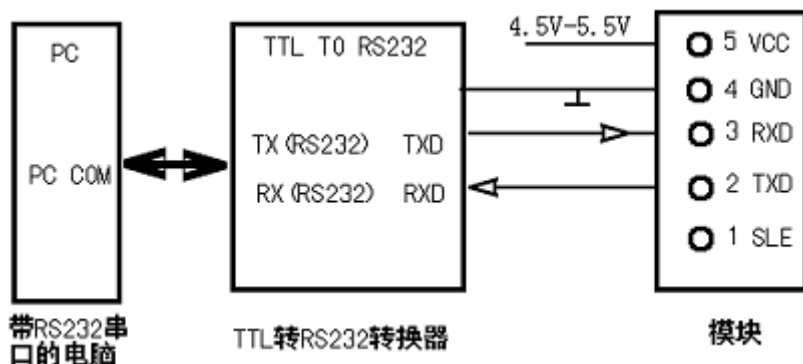 PC
PC COM
带RS232串
口的电脑
TTL TO RS232
TX(RS232) TXD
RX(RS232) RXD
TTL转RS232转换器
4.5V-5.5V
5 VCC
4 GND
3 RXD
2 TXD
1 SLE
模块